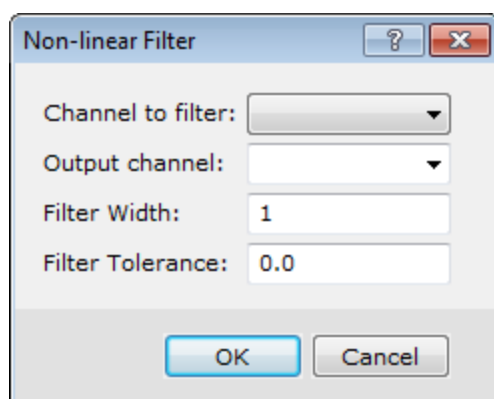 Non-linear Filter ?
Channel to filter:
Output channel:
Filter Width: 1
Filter Tolerance: 0.0
OK Cancel